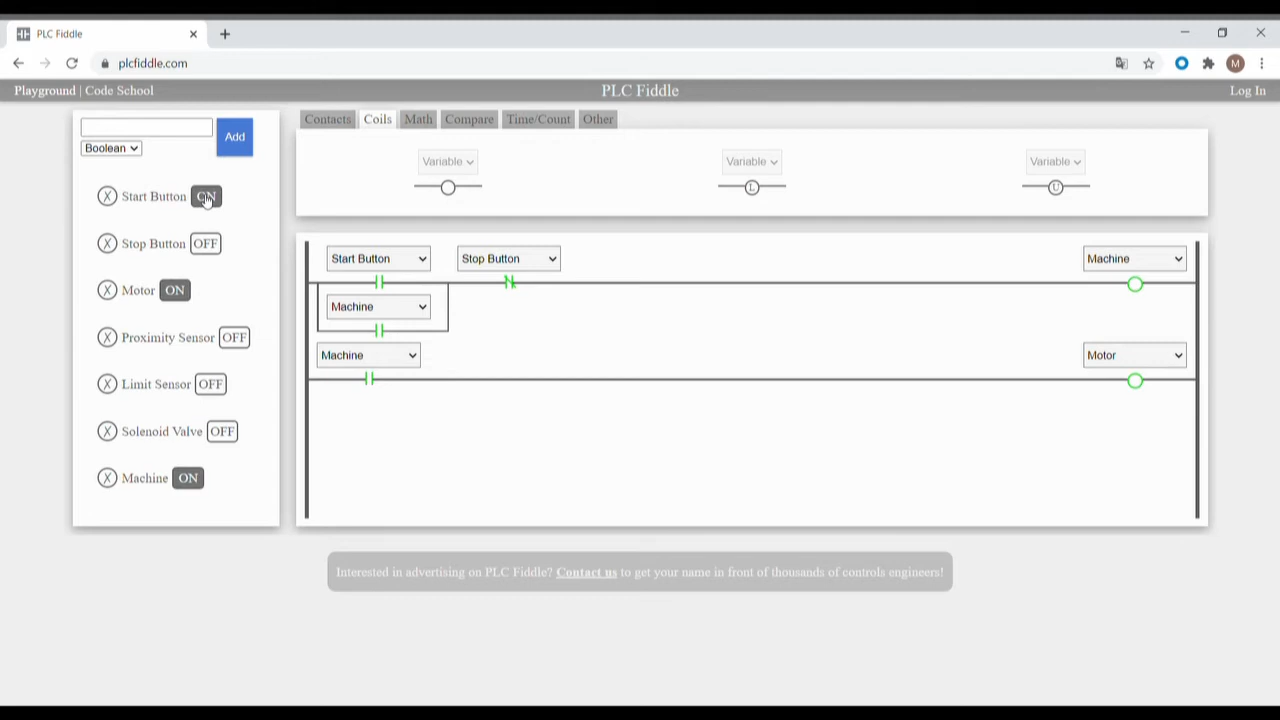 PLC Fiddle
plcfiddle.com
M
Playground | Code School
PLC Fiddle
Log In
Add
Boolean
X Start Button ON
X Stop Button OFF
X Motor ON
X Proximity Sensor OFF
X Limit Sensor OFF
X Solenoid Valve OFF
X Machine ON
Contacts Coils Math Compare Time/Count Other
Variable Variable Variable
L U
Start Button Stop Button Machine
Machine
Machine Motor
Interested in advertising on PLC Fiddle? Contact us to get your name in front of thousands of controls engineers!